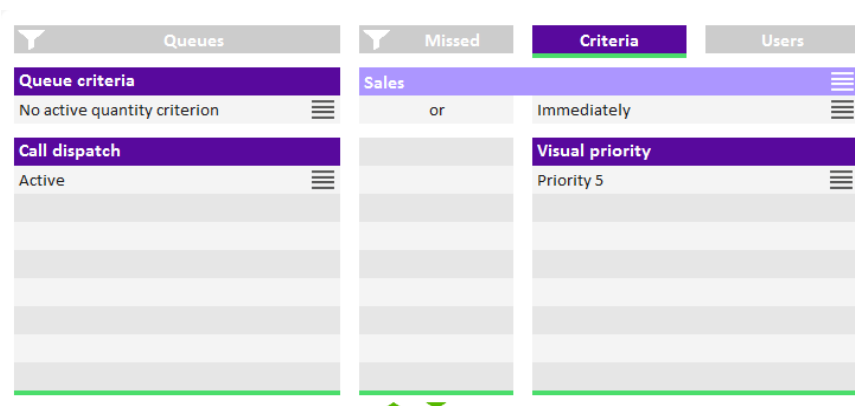 Queues
Missed
Criteria
Users
Queue criteria
Sales
No active quantity criterion
or
Immediately
Call dispatch
Visual priority
Active
Priority 5